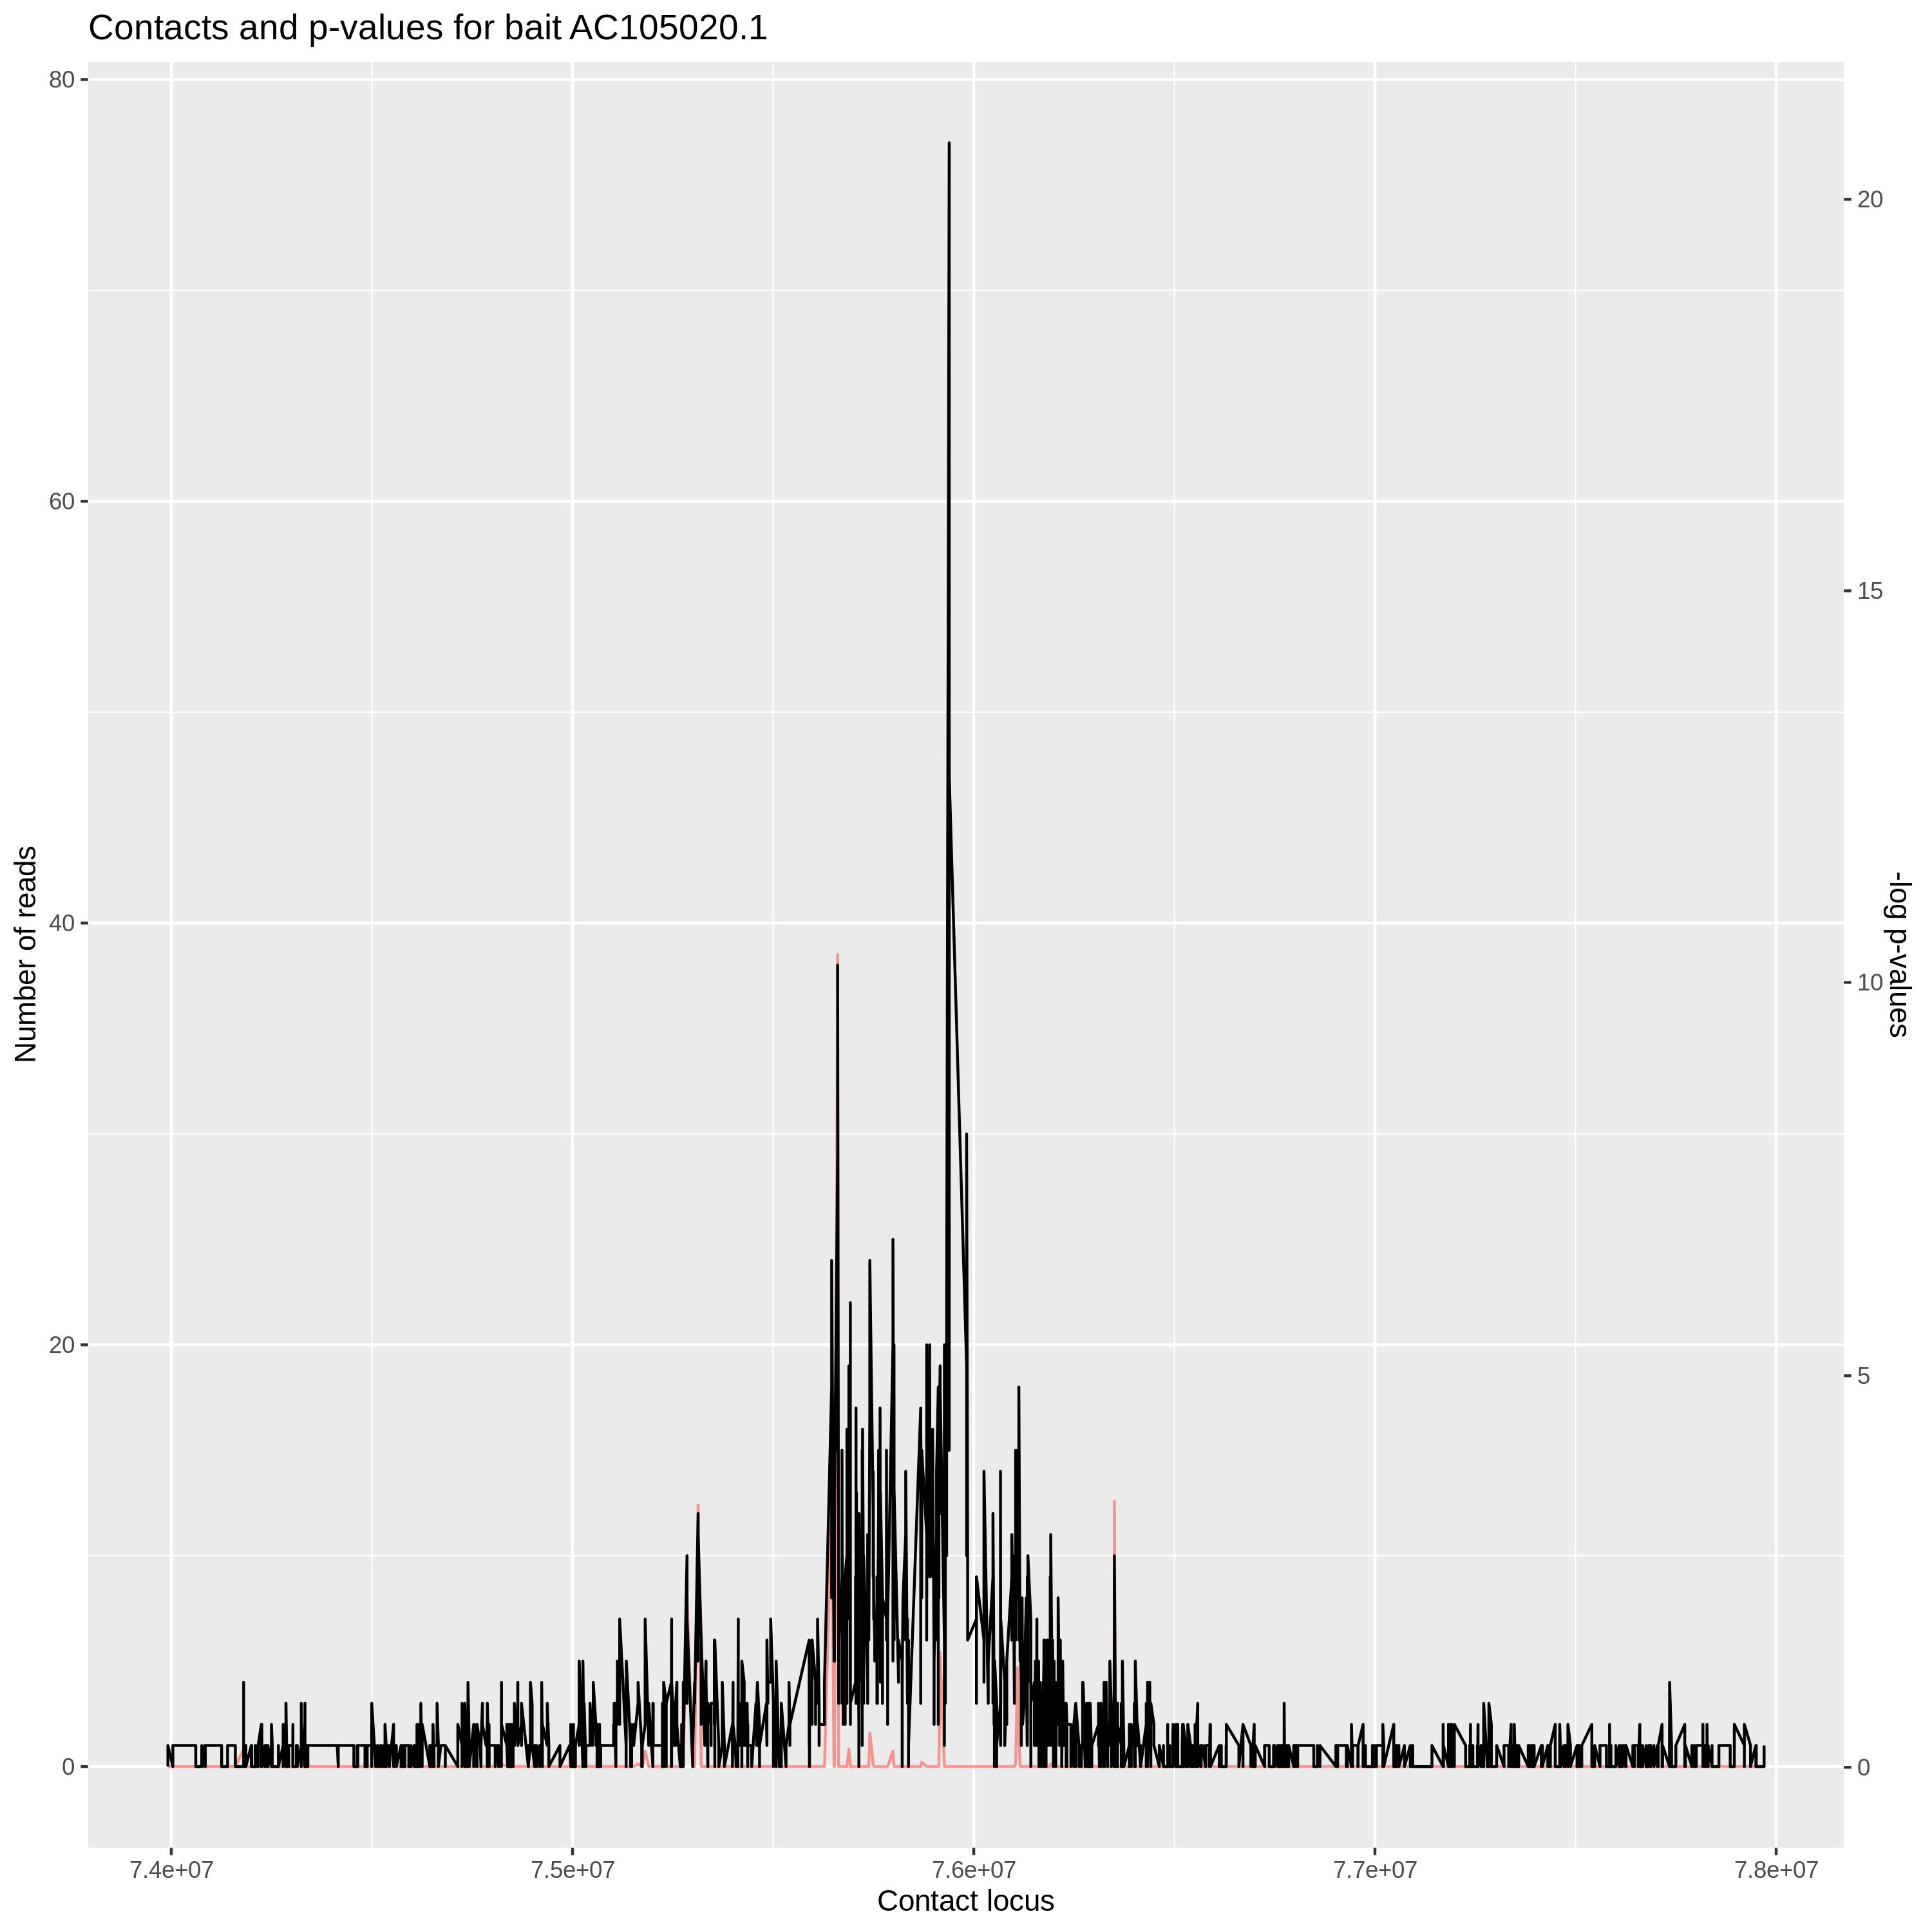 Contacts and p-values for bait AC105020.1
80
60
40
20
0
Number of reads
20
15
10
5
0
-log p-values
7.4e+07 7.5e+07 7.6e+07 7.7e+07 7.8e+07
Contact locus